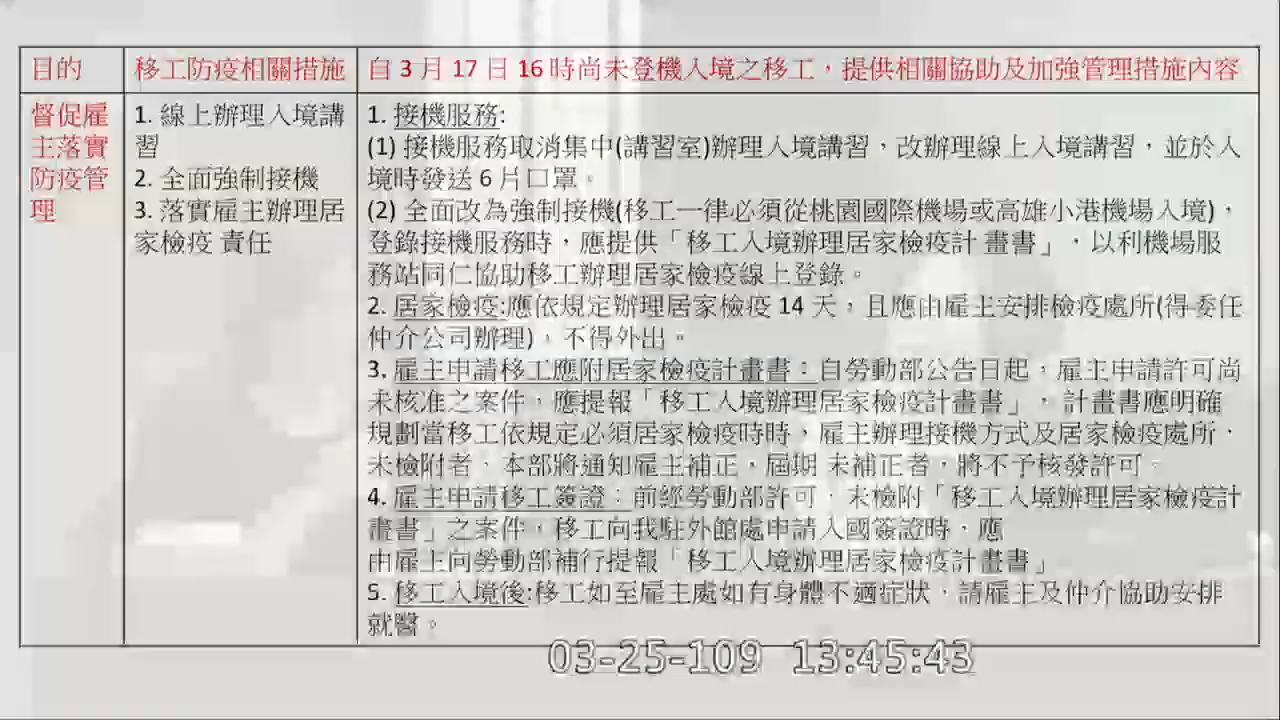 目的
移工防疫相關措施
自 3 月 17 日 16 時尚未登機入境之移工，提供相關協助及加強管理措施內容
督促雇
主落實
防疫管
理
1. 線上辦理入境講
習
2. 全面強制接機
3. 落實雇主辦理居
家檢疫 責任
1. 接機服務:
(1) 接機服務取消集中(講習室)辦理入境講習，改辦理線上入境講習，並於入
境時發送 6 片口罩。
(2) 全面改為強制接機(移工一律必須從桃園國際機場或高雄小港機場入境)，
登錄接機服務時，應提供「移工入境辦理居家檢疫計 畫書」，以利機場服
務站同仁協助移工辦理居家檢疫線上登錄。
2. 居家檢疫:應依規定辦理居家檢疫 14 天，且應由雇主安排檢疫處所(得委任
仲介公司辦理)，不得外出。
3. 雇主申請移工應附居家檢疫計畫書：自勞動部公告日起，雇主申請許可尚
未核准之案件，應提報「移工入境辦理居家檢疫計畫書」， 計畫書應明確
規劃當移工依規定必須居家檢疫時時，雇主辦理接機方式及居家檢疫處所，
未檢附者，本部將通知雇主補正，屆期 未補正者，將不予核發許可。
4. 雇主申請移工簽證：前經勞動部許可，未檢附「移工入境辦理居家檢疫計
畫書」之案件，移工向我駐外館處申請入國簽證時，應
由雇主向勞動部補行提報「移工入境辦理居家檢疫計畫書」
5. 移工入境後:移工如至雇主處如有身體不適症狀，請雇主及仲介協助安排
就醫。
03-25-109 13:45:43